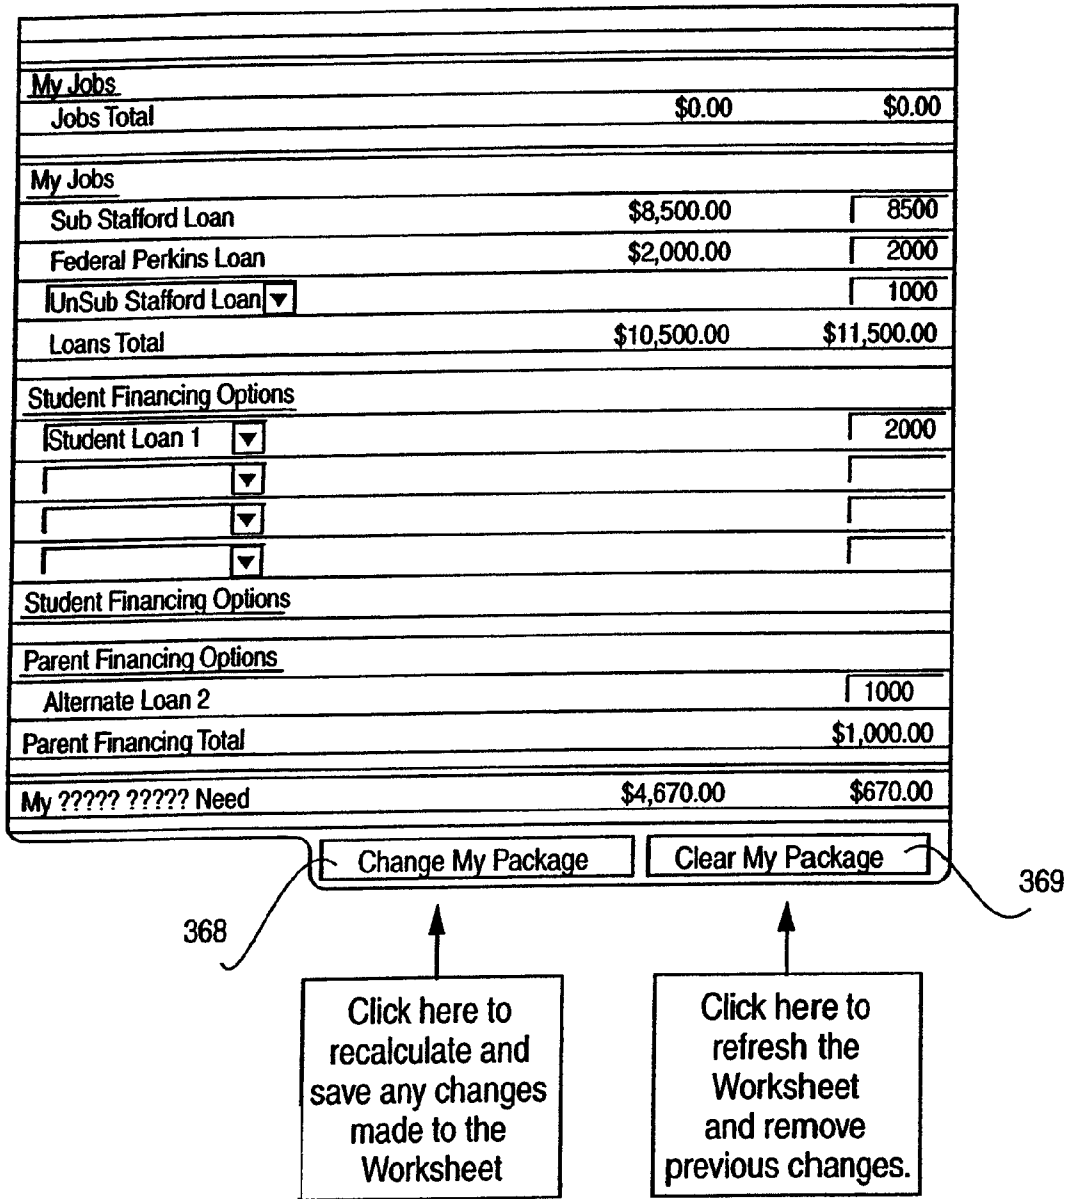 My Jobs
Jobs Total $0.00 $0.00
My Jobs
Sub Stafford Loan $8,500.00 8500
Federal Perkins Loan $2,000.00 2000
UnSub Stafford Loan 1000
Loans Total $10,500.00 $11,500.00
Student Financing Options
Student Loan 1 2000
Student Financing Options
Parent Financing Options
Alternate Loan 2 1000
Parent Financing Total $1,000.00
My ????? ????? Need $4,670.00 $670.00
Change My Package Clear My Package
368
369
Click here to
recalculate and
save any changes
made to the
Worksheet
Click here to
refresh the
Worksheet
and remove
previous changes.